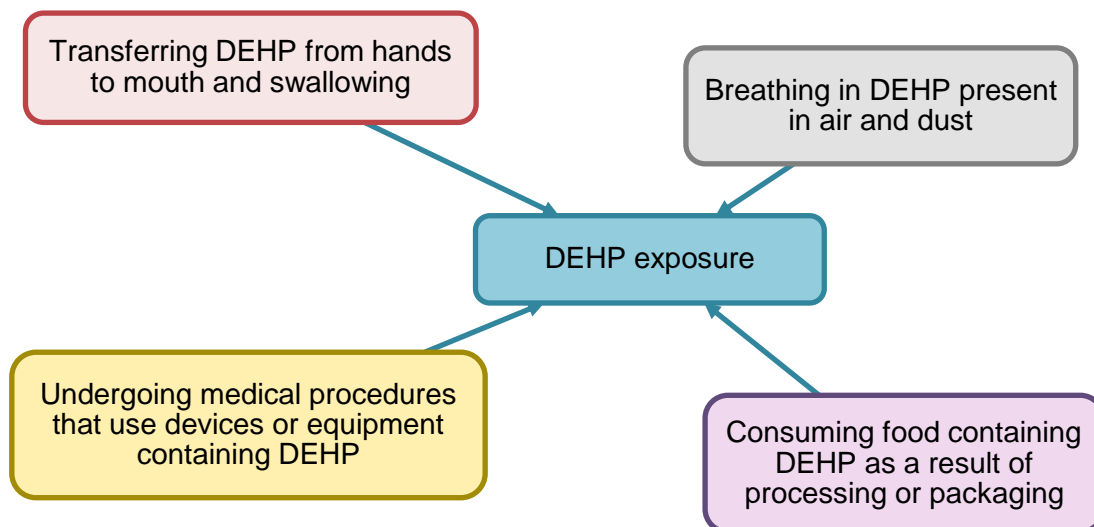 Transferring DEHP from hands
to mouth and swallowing
Breathing in DEHP present
in air and dust
DEHP exposure
Undergoing medical procedures
that use devices or equipment
containing DEHP
Consuming food containing
DEHP as a result of
processing or packaging